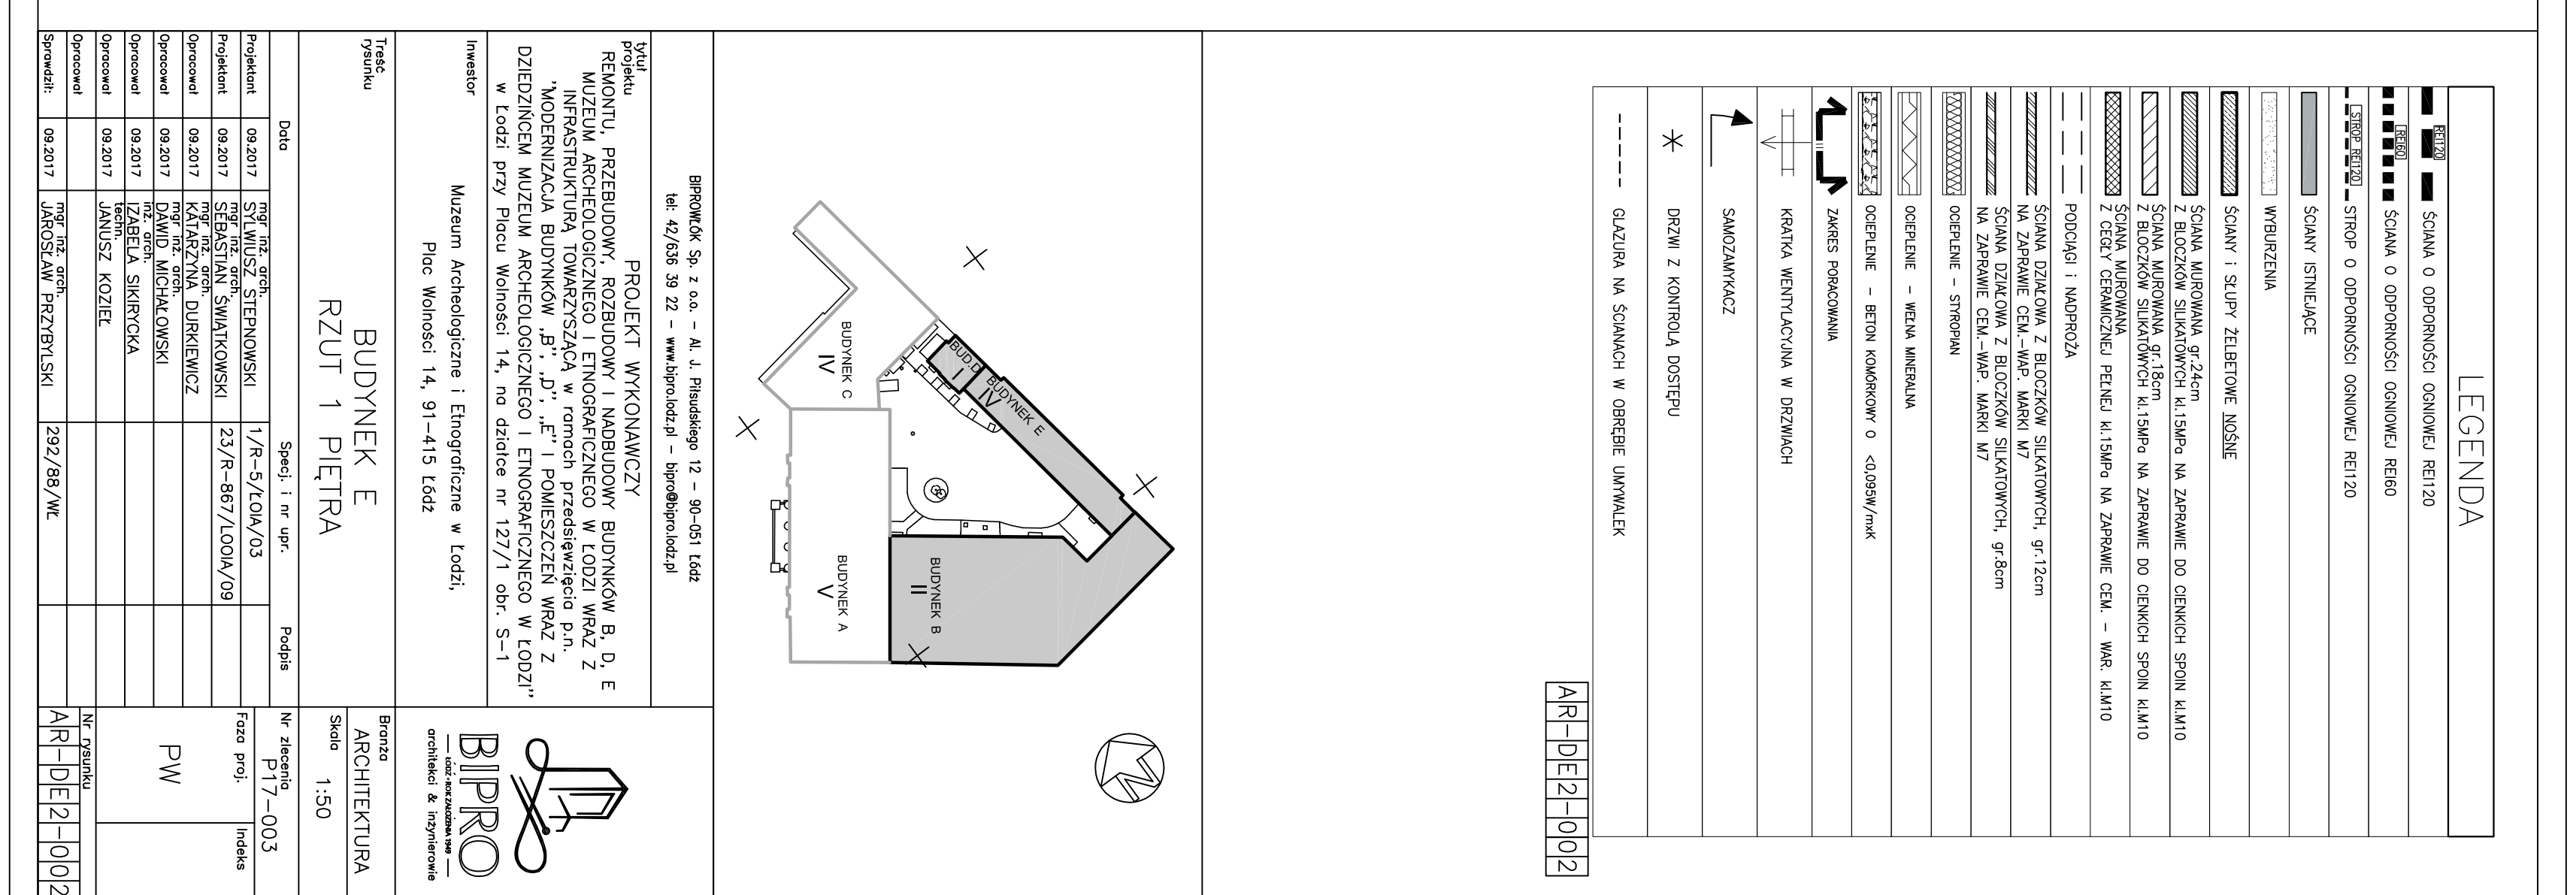 LEGENDA
REI120
ŚCIANA O ODPORNOŚCI OGNIOWEJ REI120
REI60
ŚCIANA O ODPORNOŚCI OGNIOWEJ REI60
STROP REI120
STROP O ODPORNOŚCI OGNIOWEJ REI120
ŚCIANY ISTNIEJĄCE
WYBURZENIA
ŚCIANY i SŁUPY ŻELBETOWE NOŚNE
ŚCIANA MUROWANA gr.24cm
Z BLOCZKÓW SILIKATOWYCH kl.15MPa NA ZAPRAWIE DO CIENKICH SPOIN kl.M10
ŚCIANA MUROWANA gr.18cm
Z BLOCZKÓW SILIKATOWYCH kl.15MPa NA ZAPRAWIE DO CIENKICH SPOIN kl.M10
ŚCIANA MUROWANA
Z CEGŁY CERAMICZNEJ PEŁNEJ kl.15MPa NA ZAPRAWIE CEM. – WAR. kl.M10
PODCIĄGI i NADPROŻA
ŚCIANA DZIAŁOWA Z BLOCZKÓW SILIKATOWYCH, gr.12cm
NA ZAPRAWIE CEM.–WAP. MARKI M7
ŚCIANA DZIAŁOWA Z BLOCZKÓW SILKATOWYCH, gr.8cm
NA ZAPRAWIE CEM.–WAP. MARKI M7
OCIEPLENIE – STYROPIAN
OCIEPLENIE – WEŁNA MINERALNA
OCIEPLENIE – BETON KOMÓRKOWY O <0,095W/mxK
ZAKRES PORACOWANIA
KRATKA WENTYLACYJNA W DRZWIACH
SAMOZAMYKACZ
DRZWI Z KONTROLĄ DOSTĘPU
GLAZURA NA ŚCIANACH W OBRĘBIE UMYWALEK
AR-DE2-002
BUDYNEK C
IV
BUD.D
I
BUDYNEK E
IV
BUDYNEK B
II
BUDYNEK A
V
BIPROWŁÓK Sp. z o.o. – Al. J. Piłsudskiego 12 – 90–051 Łódź
tel: 42/636 39 22 – www.bipro.lodz.pl – bipro@bipro.lodz.pl
tytuł
projektu
PROJEKT WYKONAWCZY
REMONTU, PRZEBUDOWY, ROZBUDOWY I NADBUDOWY BUDYNKÓW B, D, E
MUZEUM ARCHEOLOGICZNEGO I ETNOGRAFICZNEGO W ŁODZI WRAZ Z
INFRASTRUKTURĄ TOWARZYSZĄCĄ w ramach przedsięwzięcia p.n.
„MODERNIZACJA BUDYNKÓW „B”, „D”, „E” I POMIESZCZEŃ WRAZ Z
DZIEDZIŃCEM MUZEUM ARCHEOLOGICZNEGO I ETNOGRAFICZNEGO W ŁODZI”
w Łodzi przy Placu Wolności 14, na działce nr 127/1 obr. S–1
Inwestor
Muzeum Archeologiczne i Etnograficzne w Łodzi,
Plac Wolności 14, 91–415 Łódź
Treść
rysunku
BUDYNEK E
RZUT 1 PIĘTRA
Data
Specj. i nr upr.
Podpis
Projektant 09.2017 mgr inż. arch. SYLWIUSZ STEPNOWSKI 1/R–5/ŁOIA/03
Projektant 09.2017 mgr inż. arch. SEBASTIAN ŚWIĄTKOWSKI 23/R–867/LOOIA/09
Opracował 09.2017 mgr inż. arch. KATARZYNA DURKIEWICZ
Opracował 09.2017 mgr inż. arch. DAWID MICHAŁOWSKI
Opracował 09.2017 inż. arch. IZABELA SIKIRYCKA
Opracował 09.2017 techn. JANUSZ KOZIEŁ
Opracował
Sprawdził: 09.2017 mgr inż. arch. JAROSŁAW PRZYBYLSKI 292/88/WŁ
BIPRO
ŁÓDŹ • ROK ZAŁOŻENIA 1949
architekci & inżynierowie
Branża
ARCHITEKTURA
Skala
1:50
Nr zlecenia
P17–003
Faza proj.
PW
Indeks
Nr rysunku
AR-DE2-002